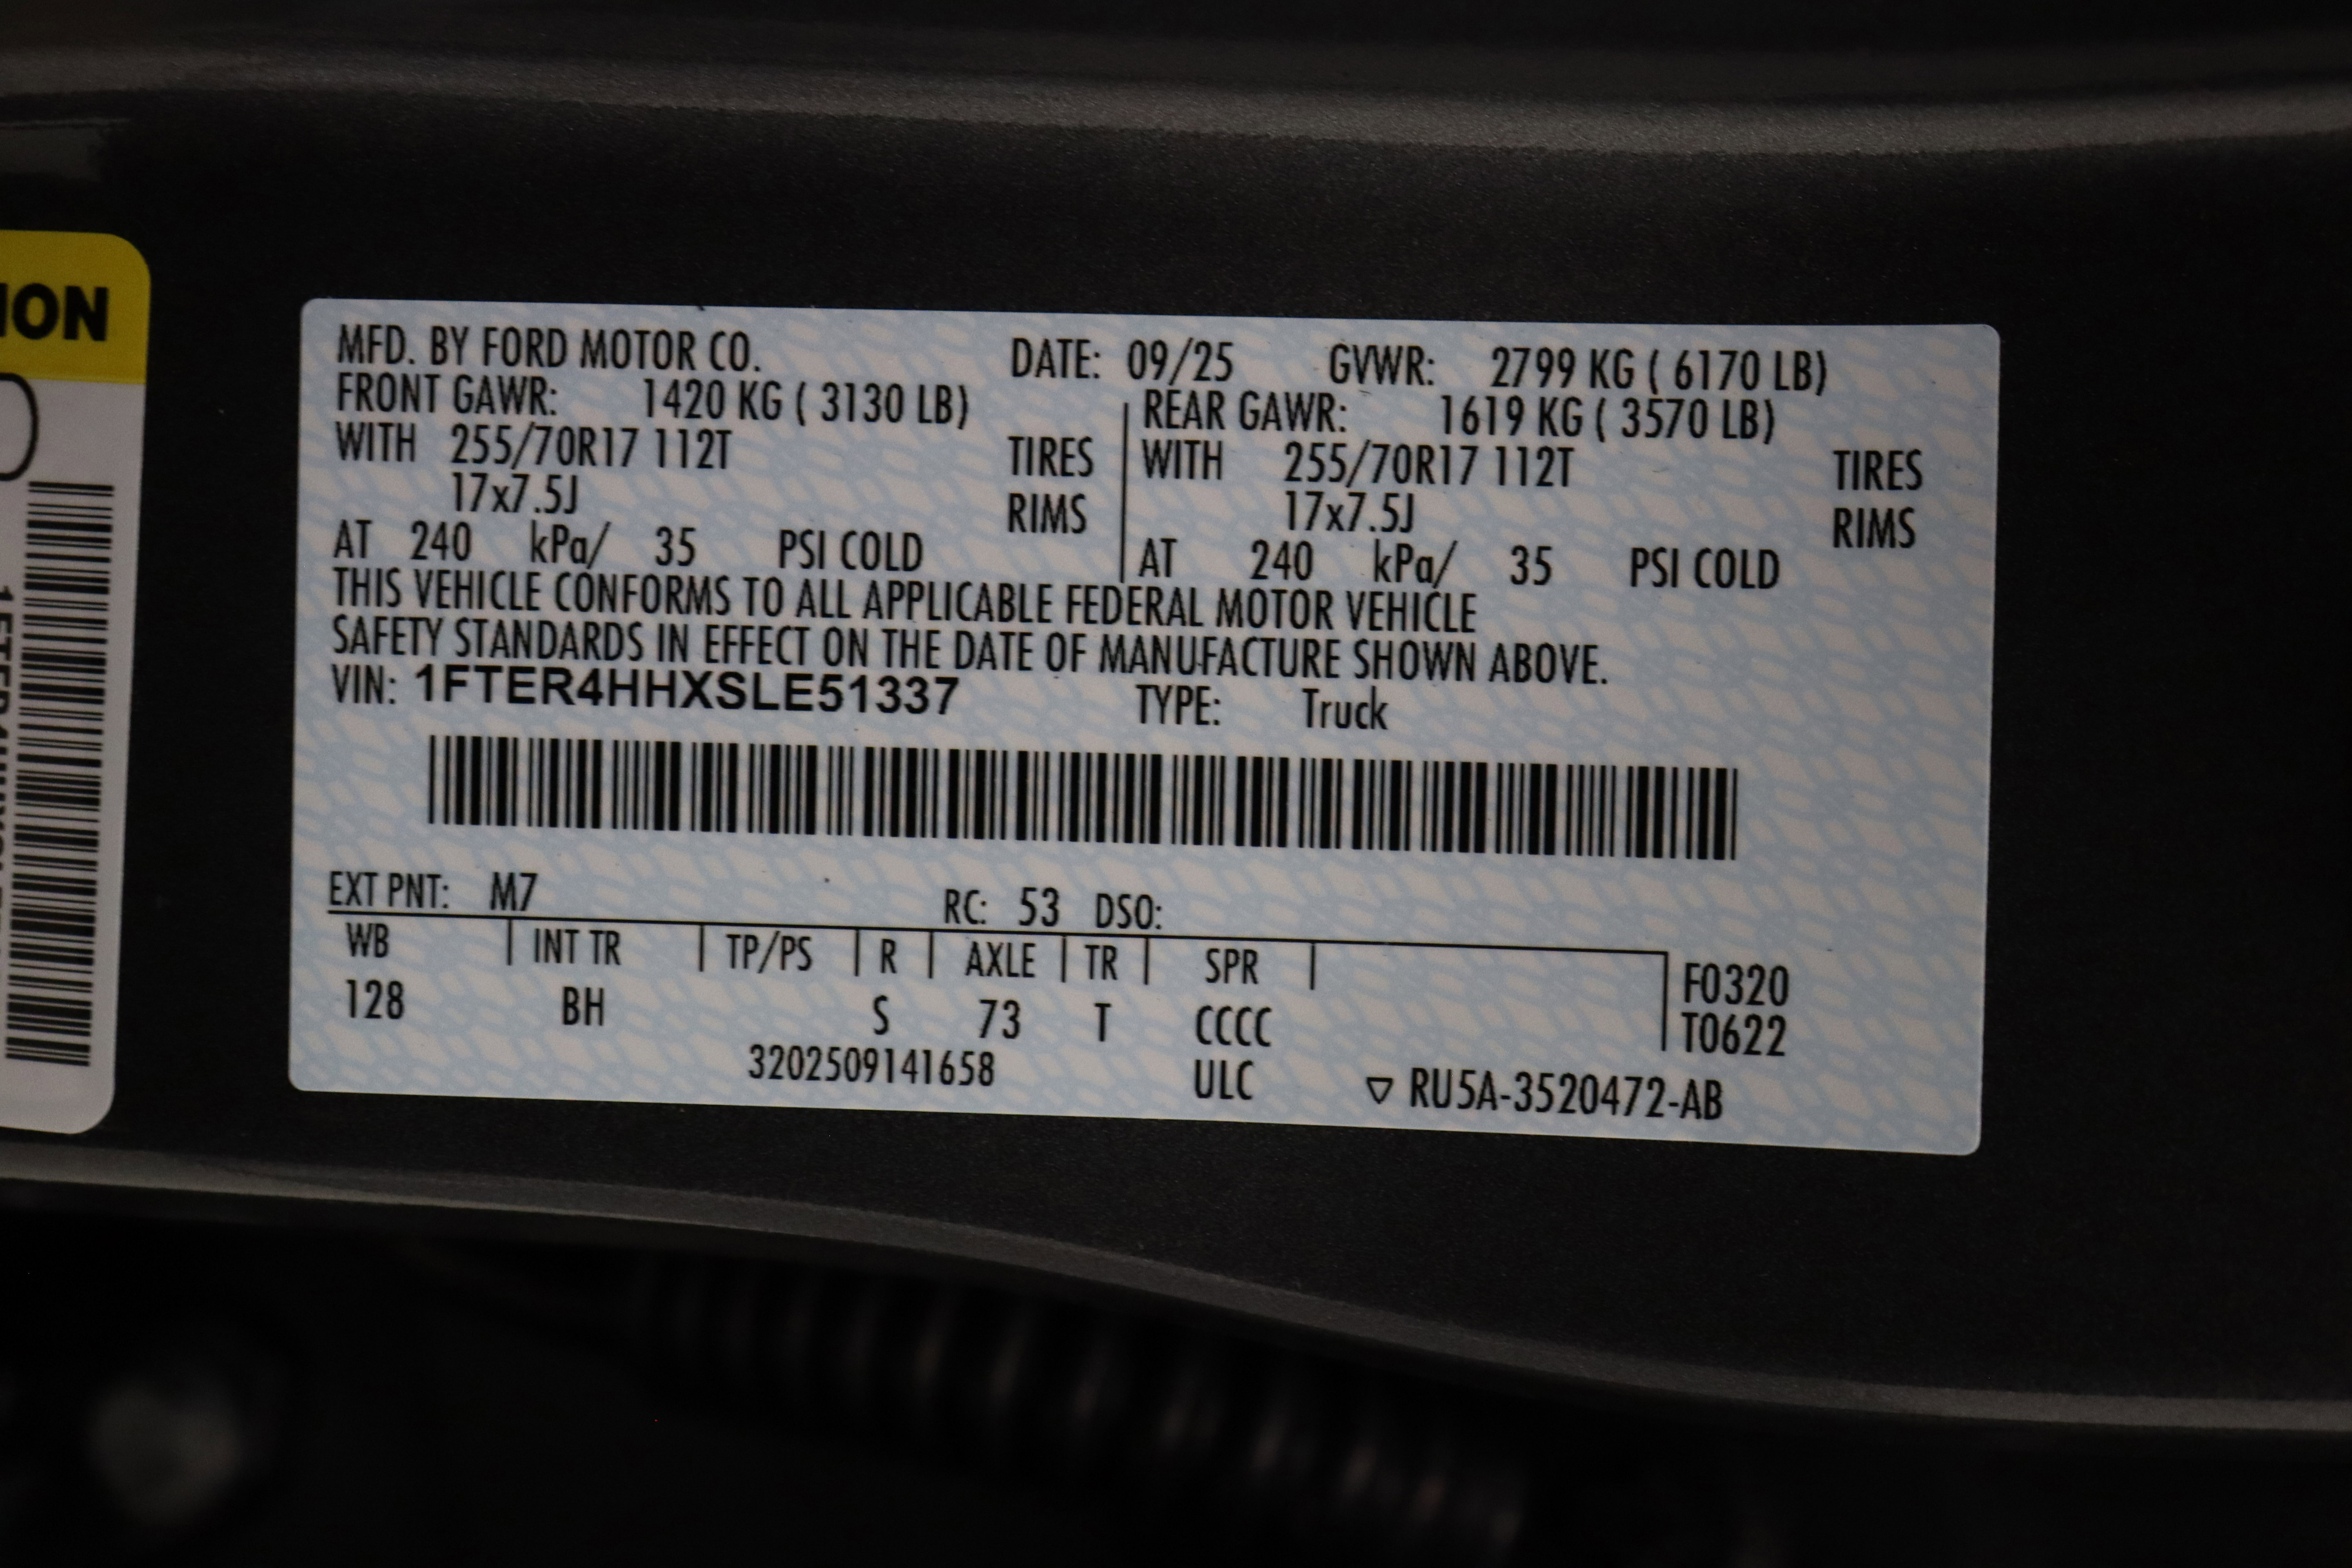 ION
MFD. BY FORD MOTOR CO. DATE: 09/25 GVWR: 2799 KG ( 6170 LB)
FRONT GAWR: 1420 KG ( 3130 LB) REAR GAWR: 1619 KG ( 3570 LB)
WITH 255/70R17 112T TIRES WITH 255/70R17 112T TIRES
17x7.5J RIMS 17x7.5J RIMS
AT 240 kPa/ 35 PSI COLD AT 240 kPa/ 35 PSI COLD
THIS VEHICLE CONFORMS TO ALL APPLICABLE FEDERAL MOTOR VEHICLE
SAFETY STANDARDS IN EFFECT ON THE DATE OF MANUFACTURE SHOWN ABOVE.
VIN: 1FTER4HHXSLE51337 TYPE: Truck
EXT PNT: M7 RC: 53 DSO:
WB INT TR TP/PS R AXLE TR SPR F0320
128 BH S 73 T CCCC T0622
3202509141658 ULC ▽ RU5A-3520472-AB